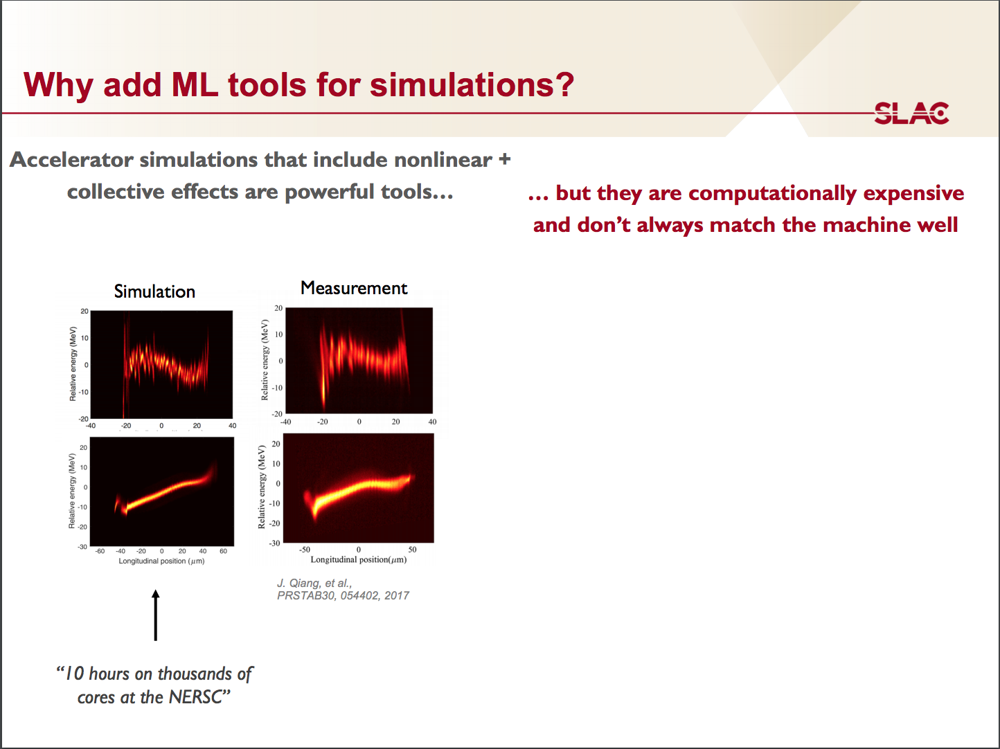 Why add ML tools for simulations?
SLAC
Accelerator simulations that include nonlinear +
collective effects are powerful tools…
… but they are computationally expensive
and don’t always match the machine well
Simulation
Relative energy (MeV)
20
10
0
-10
-20
-40
-20
0
20
40
Measurement
Relative energy (MeV)
20
10
0
-10
-20
-40
-20
0
20
40
Relative energy (MeV)
20
10
0
-10
-20
-30
-60
-40
-20
0
20
40
60
Longitudinal position (μm)
Relative energy (MeV)
20
10
0
-10
-20
-30
-50
0
50
Longitudinal position(μm)
J. Qiang, et al.,
PRSTAB30, 054402, 2017
“10 hours on thousands of
cores at the NERSC”